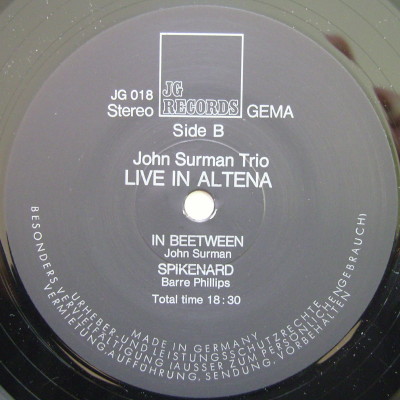 JG
RECORDS
JG 018
Stereo
GEMA
Side B
John Surman Trio
LIVE IN ALTENA
IN BEETWEEN
John Surman
SPIKENARD
Barre Phillips
Total time 18:30
MADE IN GERMANY
URHEBER- UND LEISTUNGSSCHUTZRECHTE
BESONDERS VERVIELFÄLTIGUNG (AUSSER ZUM PERSÖNLICHENGEBRAUCH)
VERMIETUNG, AUFFÜHRUNG, SENDUNG, VORBEHALTEN